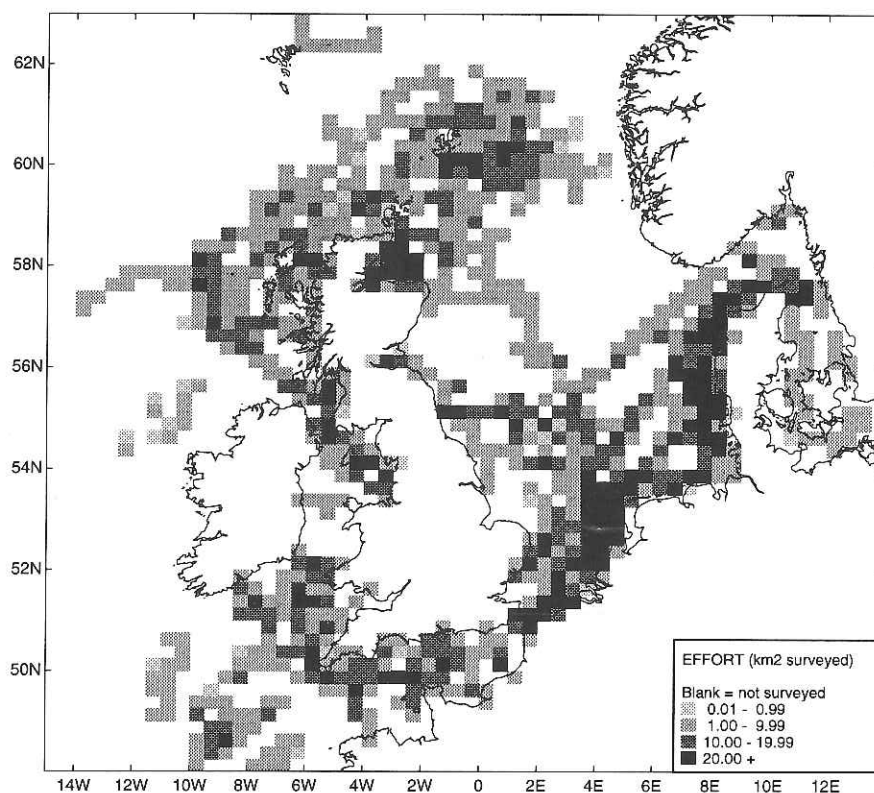 62N
60N
58N
56N
54N
52N
50N
EFFORT (km2 surveyed)
Blank = not surveyed
0.01 - 0.99
1.00 - 9.99
10.00 - 19.99
20.00 +
14W 12W 10W 8W 6W 4W 2W 0 2E 4E 6E 8E 10E 12E